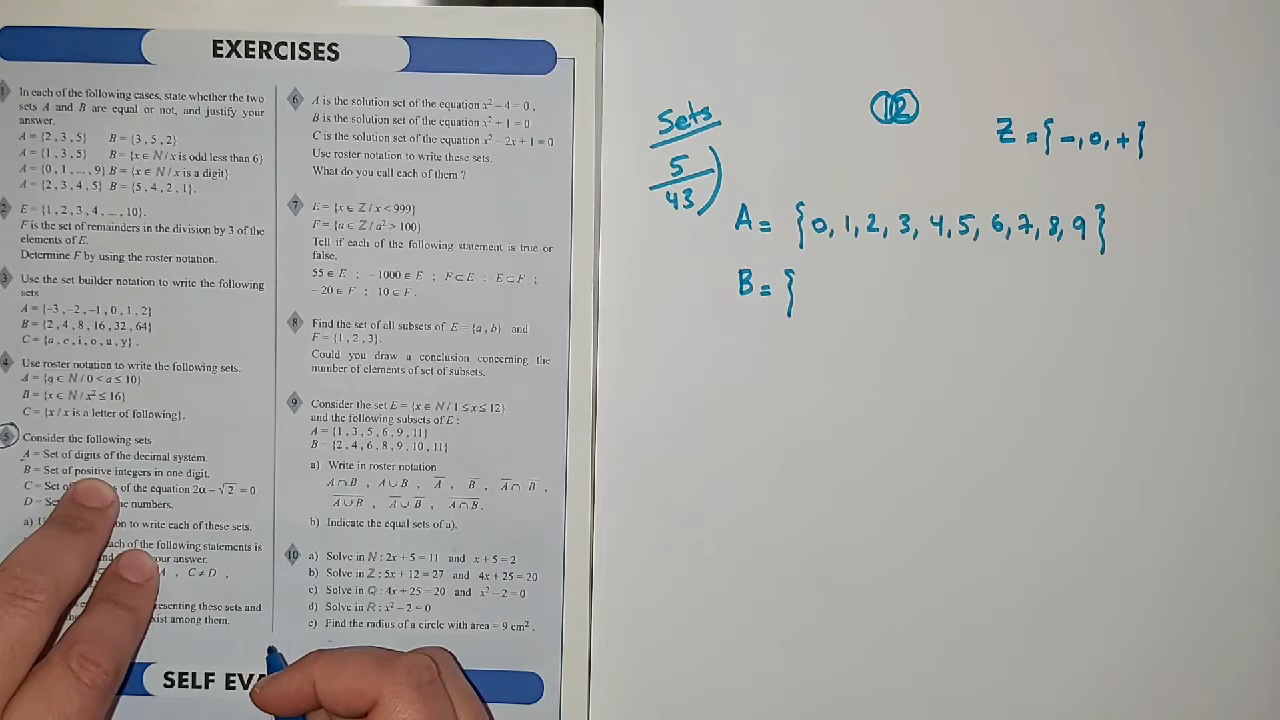 EXERCISES
1 In each of the following cases, state whether the two
sets A and B are equal or not, and justify your
answer.
A = {2, 3, 5} B = {3, 5, 2}
A = {1, 3, 5} B = {x ∈ N / x is odd less than 6}
A = {0, 1, ..., 9} B = {x ∈ N / x is a digit}
A = {2, 3, 4, 5} B = {5, 4, 2, 1}.
2 E = {1, 2, 3, 4, ..., 10}.
F is the set of remainders in the division by 3 of the
elements of E.
Determine F by using the roster notation.
3 Use the set builder notation to write the following
sets
A = {-3, -2, -1, 0, 1, 2}
B = {2, 4, 8, 16, 32, 64}
C = {a, e, i, o, u, y}.
4 Use roster notation to write the following sets.
A = {a ∈ N / 0 < a ≤ 10}
B = {x ∈ N / x² ≤ 16}
C = {x / x is a letter of following}.
5 Consider the following sets
A = Set of digits of the decimal system.
B = Set of positive integers in one digit.
C = Set of the equation 2α - √2 = 0
D = numbers.
a) to write each of these sets.
each of the following statements is
your answer.
A , C ≠ D ,
representing these sets and
exist among them.
SELF
6 A is the solution set of the equation x² - 4 = 0.
B is the solution set of the equation x² + 1 = 0
C is the solution set of the equation x² - 2x + 1 = 0
Use roster notation to write these sets.
What do you call each of them ?
7 E = {x ∈ Z / x < 999}
F = {a ∈ Z / a² > 100}
Tell if each of the following statement is true or
false.
55 ∈ E ; -1000 ∈ E ; F ⊂ E ; E ⊂ F ;
-20 ∈ F ; 10 ∈ F.
8 Find the set of all subsets of E = {a, b} and
F = {1, 2, 3}.
Could you draw a conclusion concerning the
number of elements of set of subsets.
9 Consider the set E = {x ∈ N / 1 ≤ x ≤ 12}
and the following subsets of E :
A = {1, 3, 5, 6, 9, 11}
B = {2, 4, 6, 8, 9, 10, 11}
a) Write in roster notation
A ∩ B , A ∪ B , A̅ , B̅ , A̅ ∩ B̅ ,
b) Indicate the equal sets of a).
10 a) Solve in N : 2x + 5 = 11 and x + 5 = 2
b) Solve in Z : 5x + 12 = 27 and 4x + 25 = 20
c) Solve in Q : 4x + 25 = 20 and x² - 2 = 0
d) Solve in R : x² - 2 = 0
e) Find the radius of a circle with area = 9 cm².
Sets
5
43
Z = {-, 0, +}
A = {0, 1, 2, 3, 4, 5, 6, 7, 8, 9}
B = {